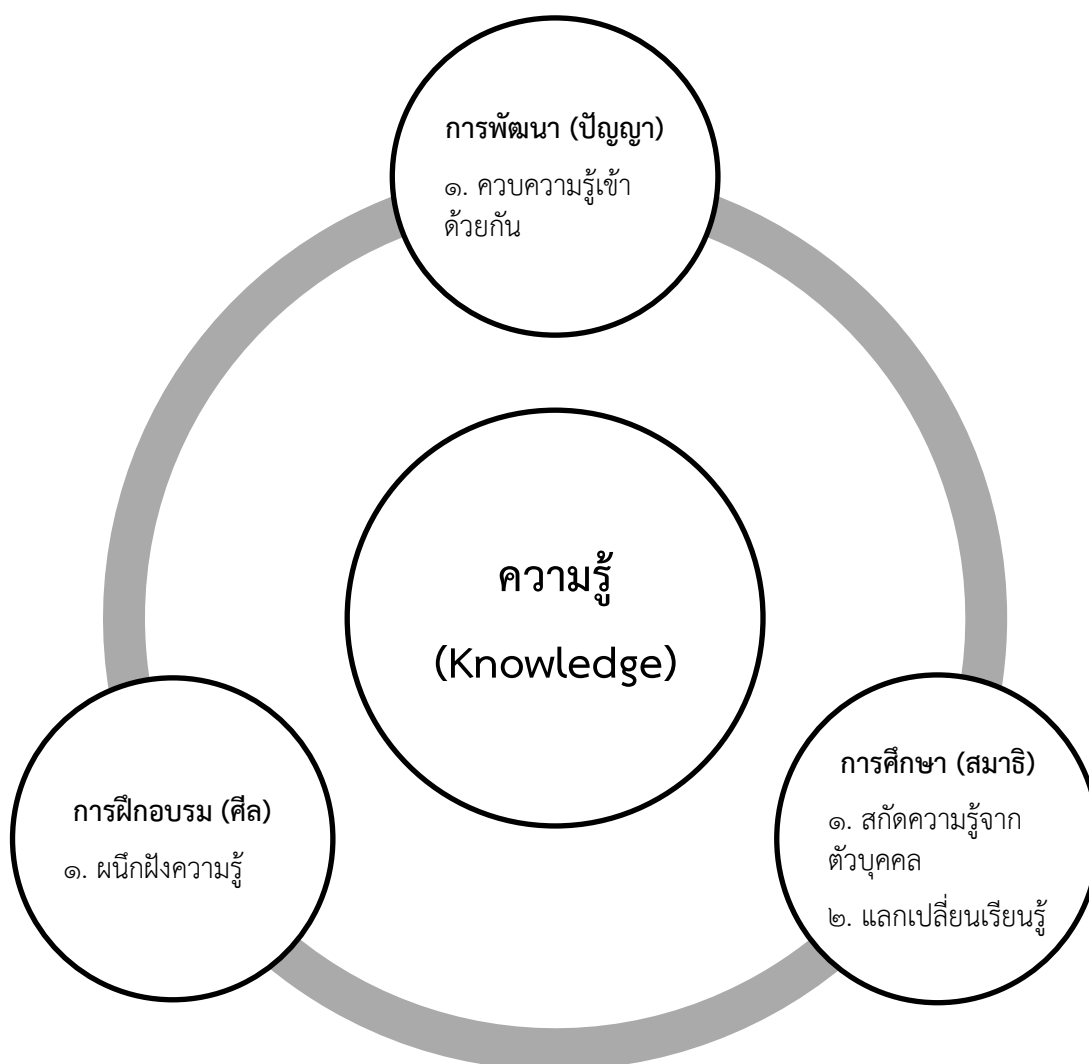 การพัฒนา (ปัญญา)
๑. ควบความรู้เข้า
ด้วยกัน
ความรู้
(Knowledge)
การฝึกอบรม (ศีล)
๑. ผนึกฝังความรู้
การศึกษา (สมาธิ)
๑. สกัดความรู้จาก
ตัวบุคคล
๒. แลกเปลี่ยนเรียนรู้